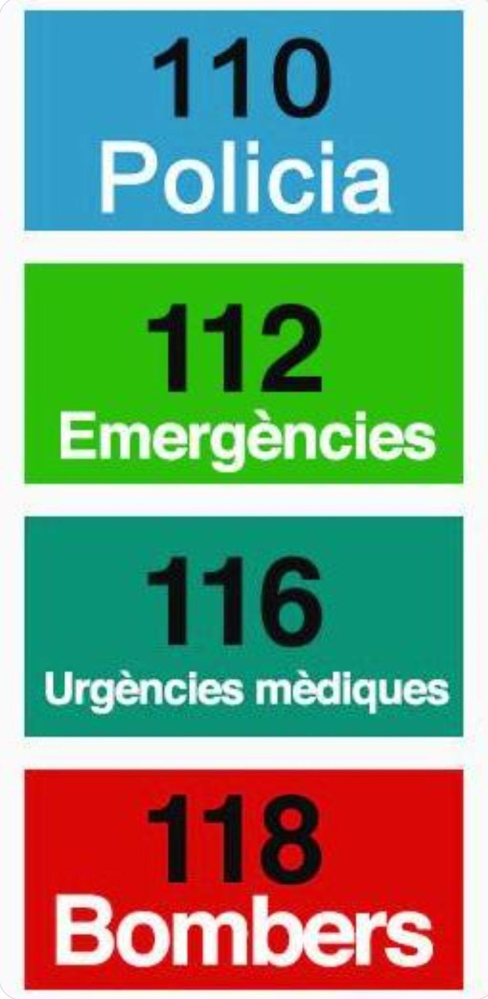 110
Policia
112
Emergències
116
Urgències mèdiques
118
Bombers